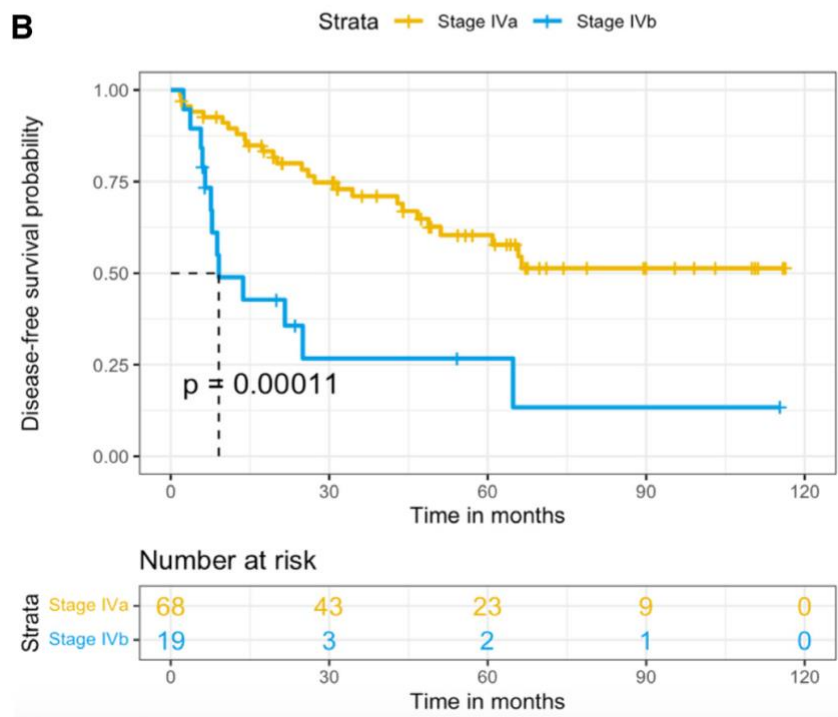 B
Strata Stage IVa Stage IVb
Disease-free survival probability
1.00
0.75
0.50
0.25
0.00
p = 0.00011
0 30 60 90 120
Time in months
Number at risk
Strata
Stage IVa 68 43 23 9 0
Stage IVb 19 3 2 1 0
0 30 60 90 120
Time in months